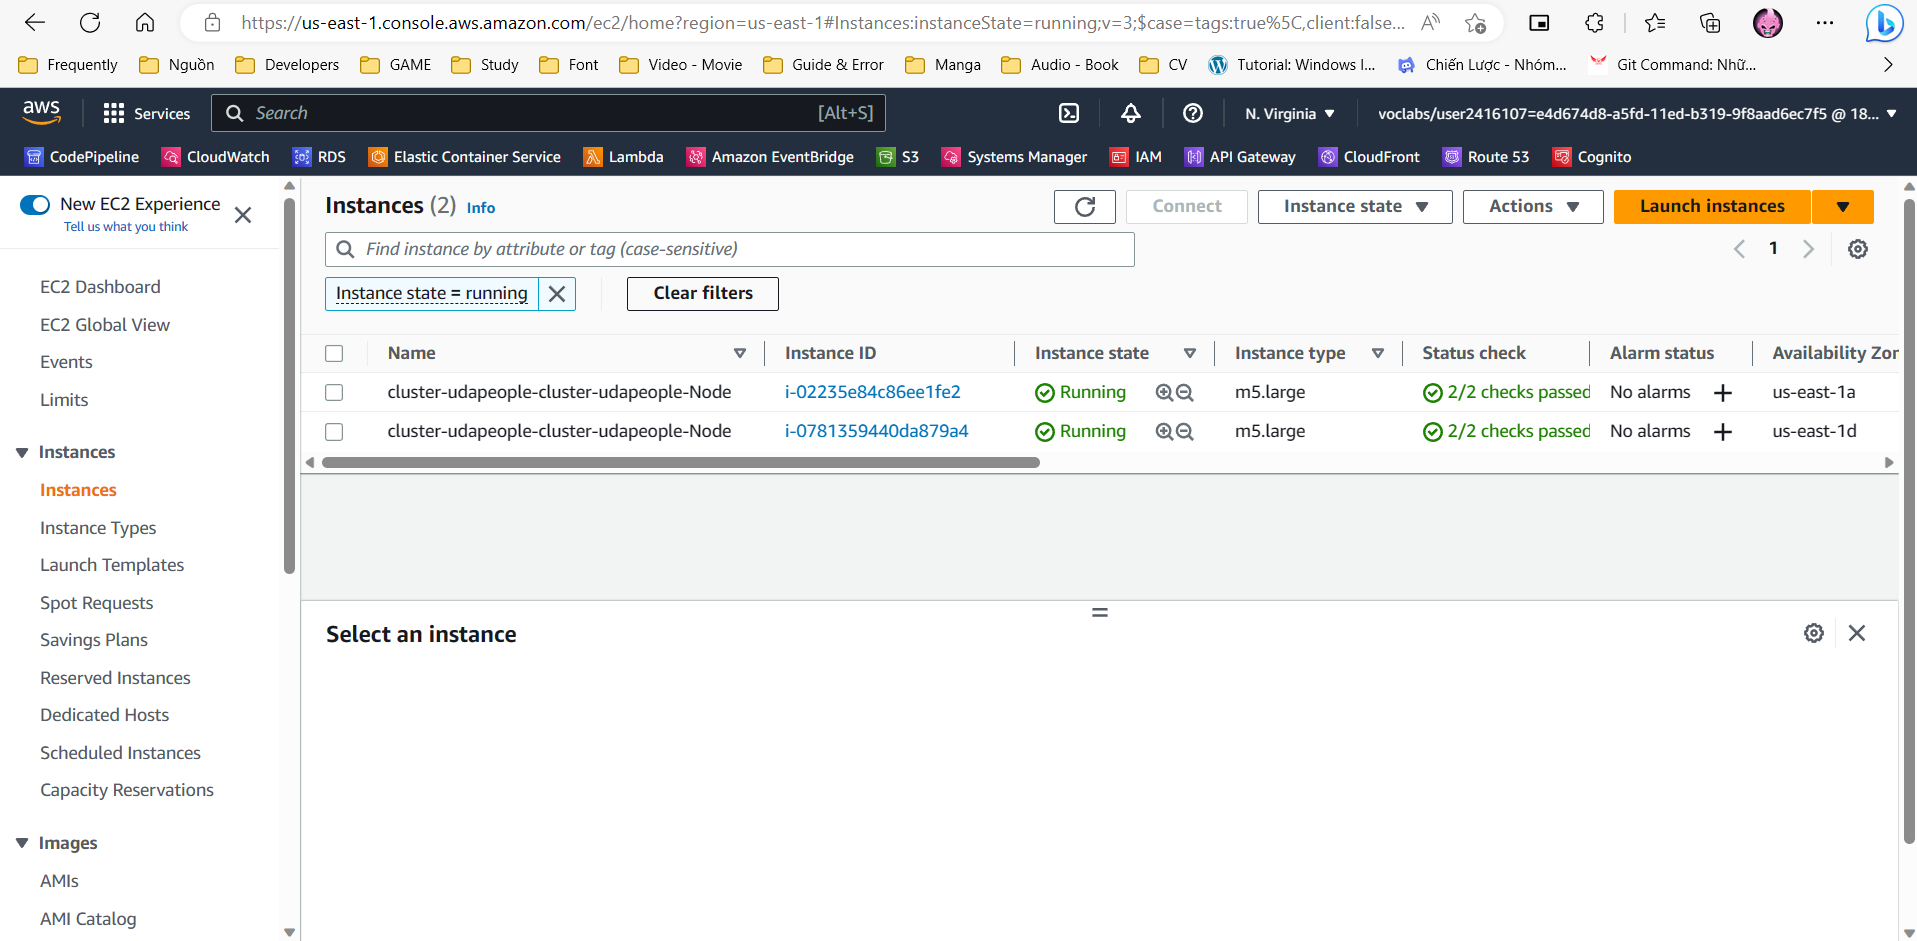 https://us-east-1.console.aws.amazon.com/ec2/home?region=us-east-1#Instances:instanceState=running;v=3;$case=tags:true%5C,client:false...
Frequently Nguồn Developers GAME Study Font Video - Movie Guide & Error Manga Audio - Book CV Tutorial: Windows I... Chiến Lược - Nhóm... Git Command: Nhữ...
aws Services Search [Alt+S] N. Virginia voclabs/user2416107=e4d674d8-a5fd-11ed-b319-9f8aad6ec7f5 @ 18...
CodePipeline CloudWatch RDS Elastic Container Service Lambda Amazon EventBridge S3 Systems Manager IAM API Gateway CloudFront Route 53 Cognito
New EC2 Experience
Tell us what you think
EC2 Dashboard
EC2 Global View
Events
Limits
Instances
Instances
Instance Types
Launch Templates
Spot Requests
Savings Plans
Reserved Instances
Dedicated Hosts
Scheduled Instances
Capacity Reservations
Images
AMIs
AMI Catalog
Instances (2) Info Connect Instance state Actions Launch instances
Find instance by attribute or tag (case-sensitive) 1
Instance state = running Clear filters
Name Instance ID Instance state Instance type Status check Alarm status Availability Zon
cluster-udapeople-cluster-udapeople-Node i-02235e84c86ee1fe2 Running m5.large 2/2 checks passed No alarms us-east-1a
cluster-udapeople-cluster-udapeople-Node i-0781359440da879a4 Running m5.large 2/2 checks passed No alarms us-east-1d
Select an instance